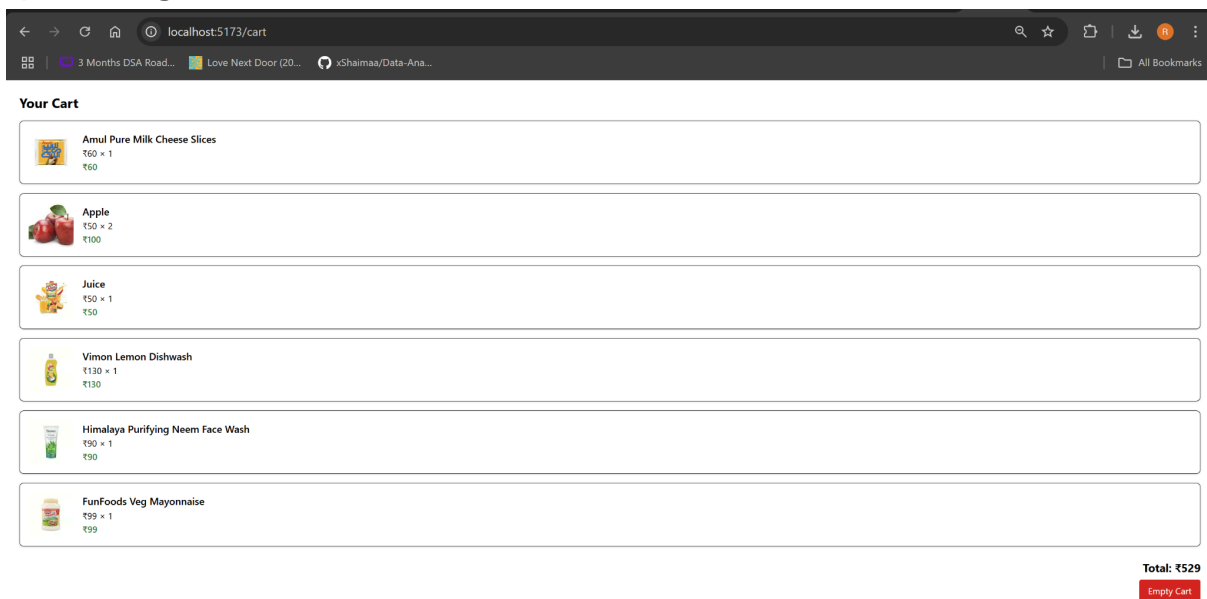 localhost:5173/cart
R
3 Months DSA Road...
Love Next Door (20...
xShaimaa/Data-Ana...
All Bookmarks
Your Cart
Amul Pure Milk Cheese Slices
₹60 × 1
₹60
Apple
₹50 × 2
₹100
Juice
₹50 × 1
₹50
Vimon Lemon Dishwash
₹130 × 1
₹130
Himalaya Purifying Neem Face Wash
₹90 × 1
₹90
FunFoods Veg Mayonnaise
₹99 × 1
₹99
Total: ₹529
Empty Cart